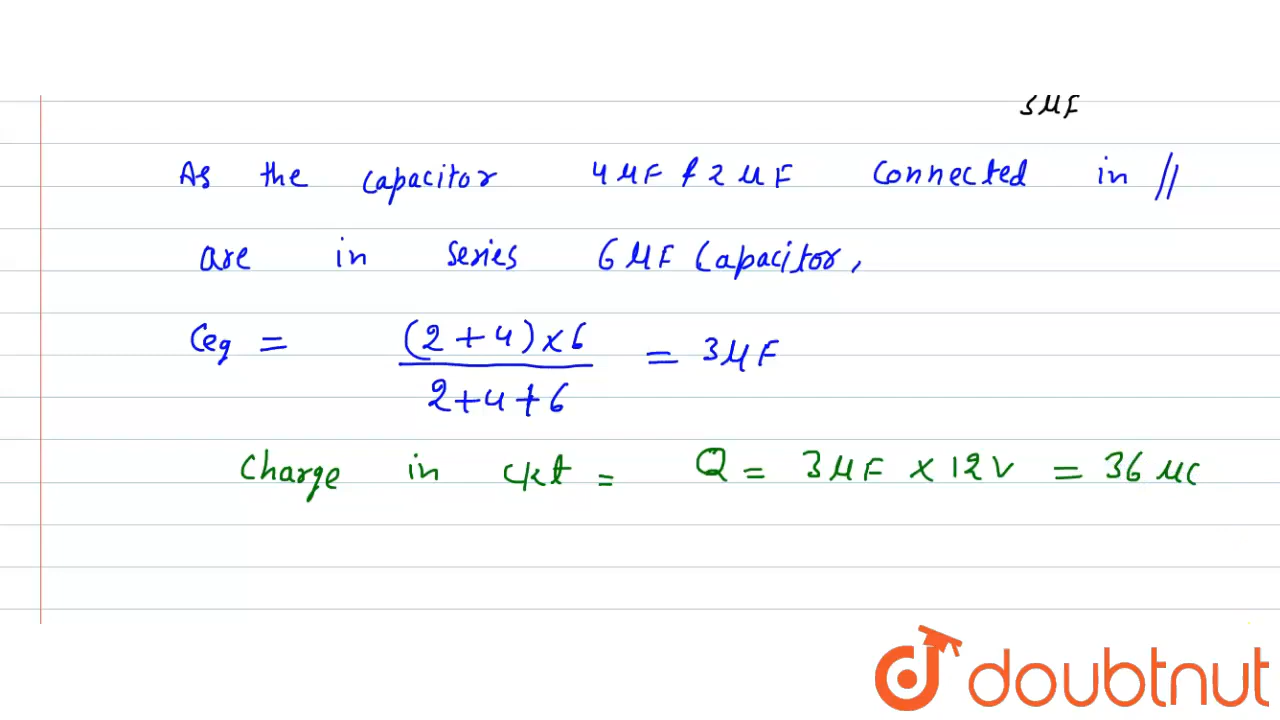 5μF
As the capacitor 4μF & 2μF connected in //
are in series 6μF Capacitor,
Ceq = (2+4)×6 / 2+4+6 = 3μF
Charge in ckt = Q = 3μF × 12V = 36μC
doubtnut